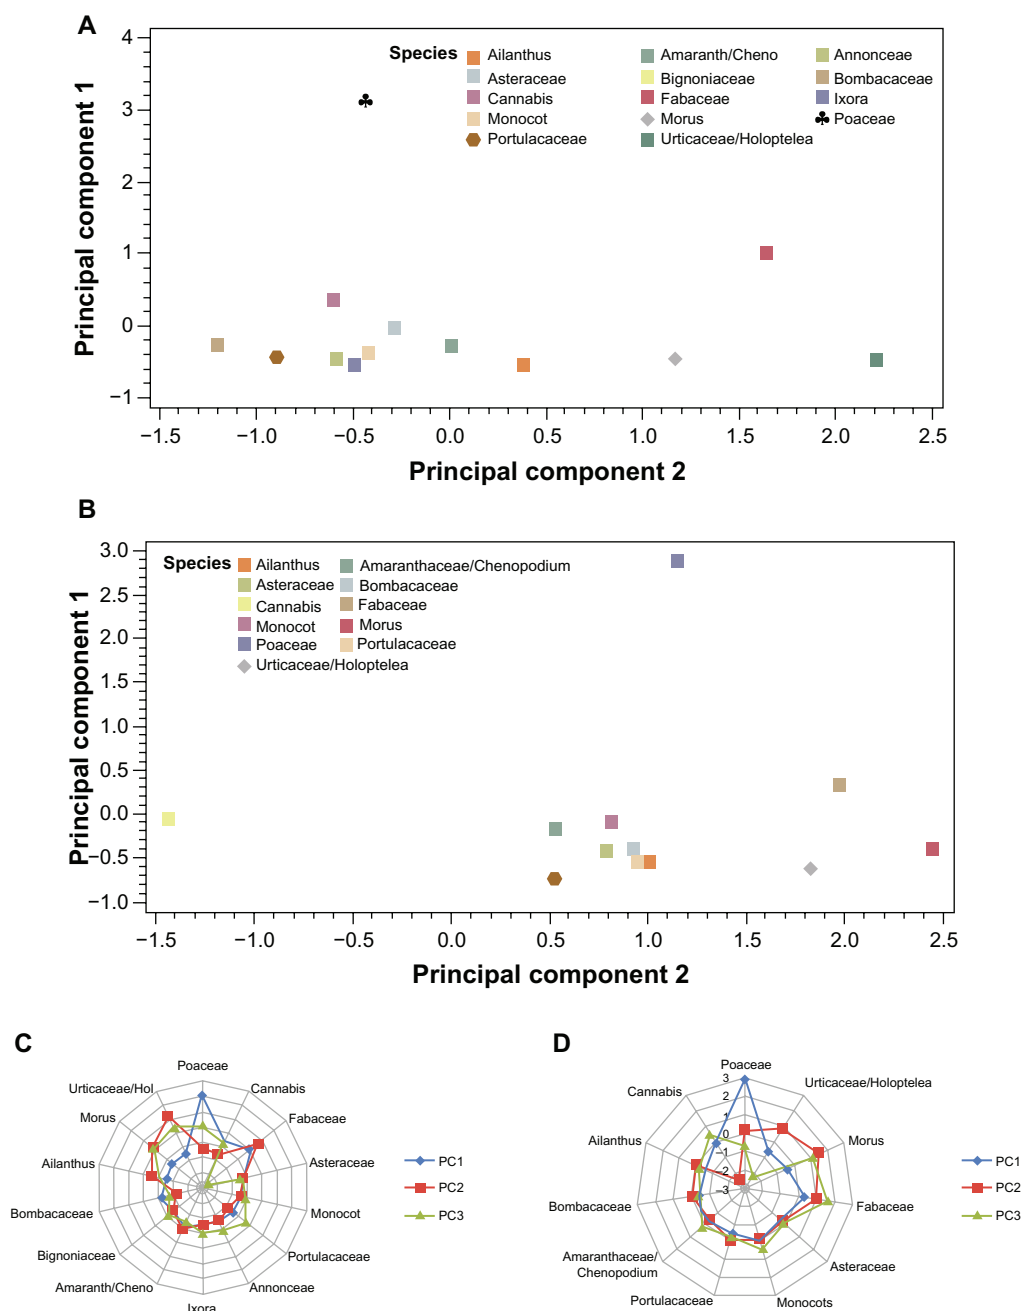 A
Principal component 1
4
3
2
1
0
−1
Species
Ailanthus
Amaranth/Cheno
Annonceae
Asteraceae
Bignoniaceae
Bombacaceae
Cannabis
Fabaceae
Ixora
Monocot
Morus
Poaceae
Portulacaceae
Urticaceae/Holoptelea
−1.5 −1.0 −0.5 0.0 0.5 1.0 1.5 2.0 2.5
Principal component 2
B
Principal component 1
3.0
2.5
2.0
1.5
1.0
0.5
0.0
−0.5
−1.0
Species
Ailanthus
Amaranthaceae/Chenopodium
Asteraceae
Bombacaceae
Cannabis
Fabaceae
Monocot
Morus
Poaceae
Portulacaceae
Urticaceae/Holoptelea
−1.5 −1.0 −0.5 0.0 0.5 1.0 1.5 2.0 2.5
Principal component 2
C
Poaceae
Cannabis
Fabaceae
Asteraceae
Monocot
Portulacaceae
Annonceae
Ixora
Amaranth/Cheno
Bignoniaceae
Bombacaceae
Ailanthus
Morus
Urticaceae/Hol
PC1
PC2
PC3
D
Poaceae
Urticaceae/Holoptelea
Morus
Fabaceae
Asteraceae
Monocots
Portulacaceae
Amaranthaceae/
Chenopodium
Bombacaceae
Ailanthus
Cannabis
3
2
1
0
−1
−2
−3
PC1
PC2
PC3